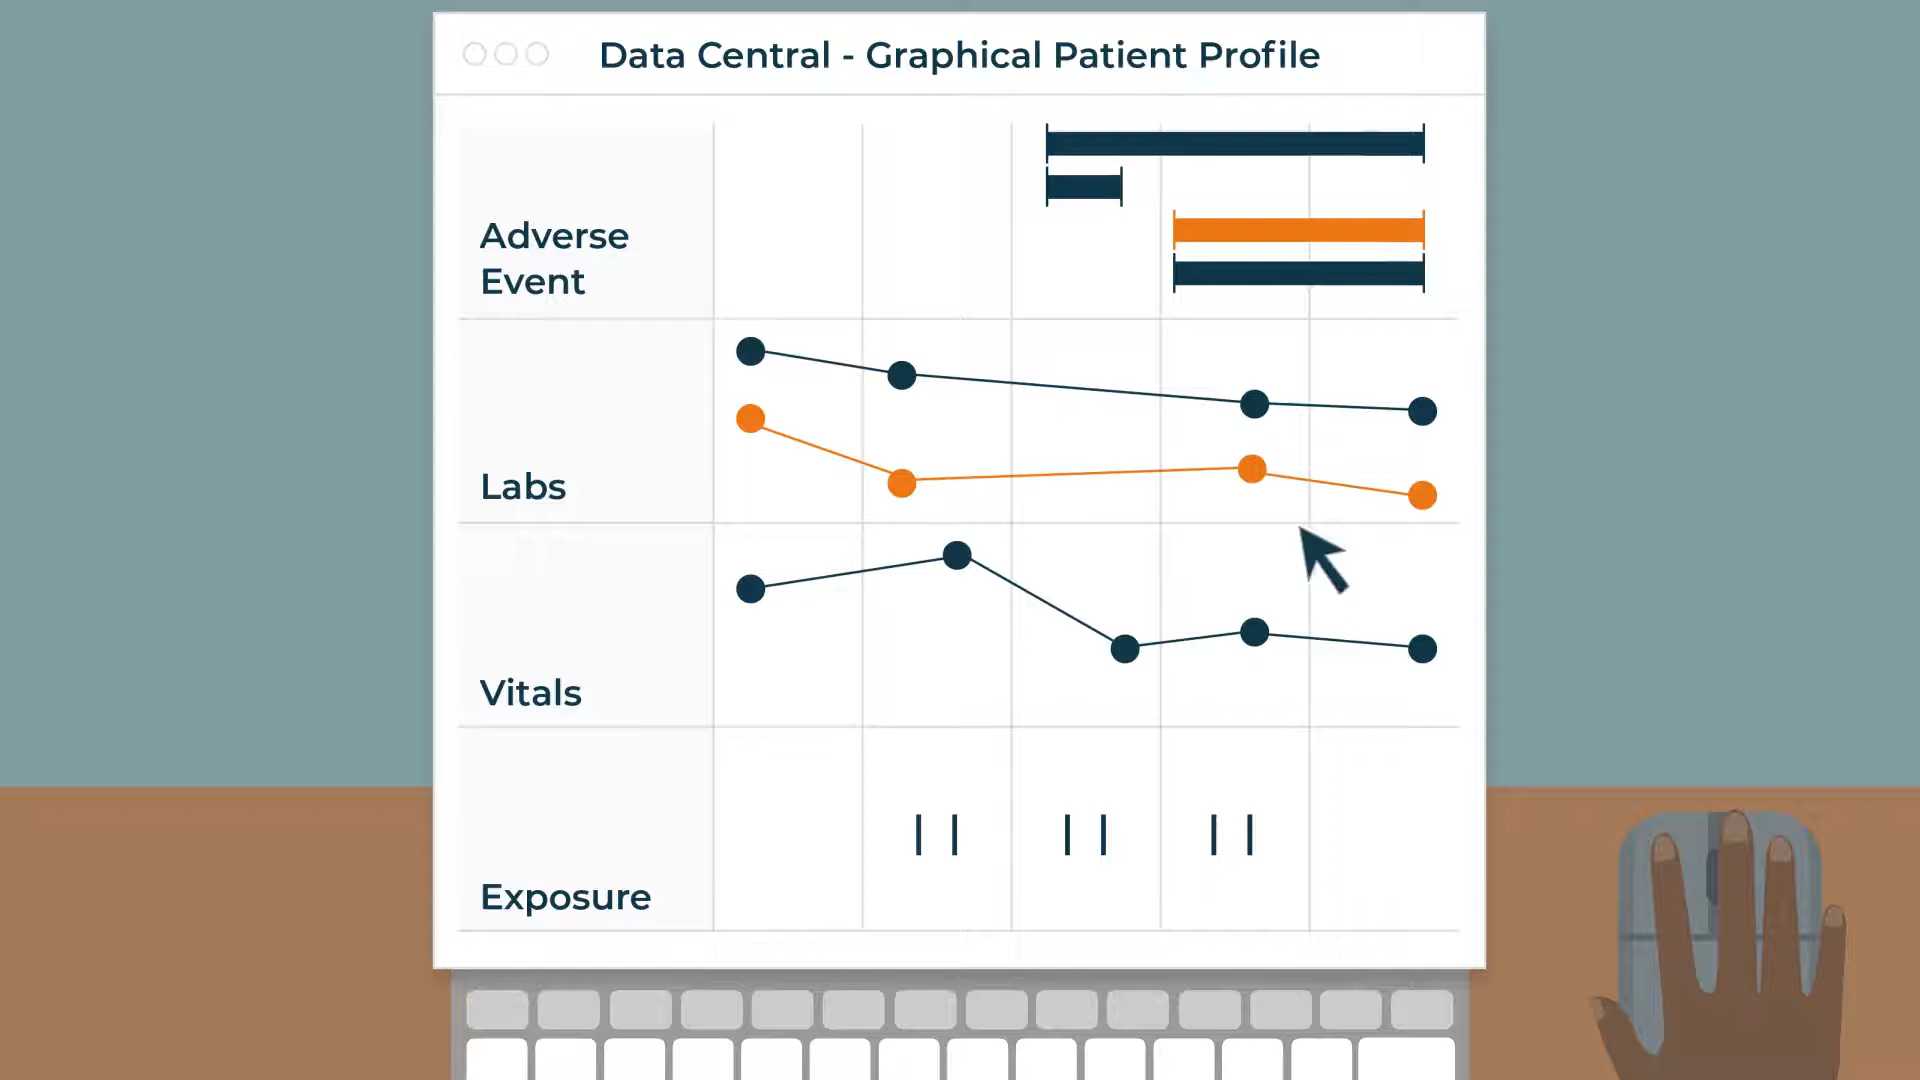 Data Central - Graphical Patient Profile
Adverse
Event
Labs
Vitals
Exposure